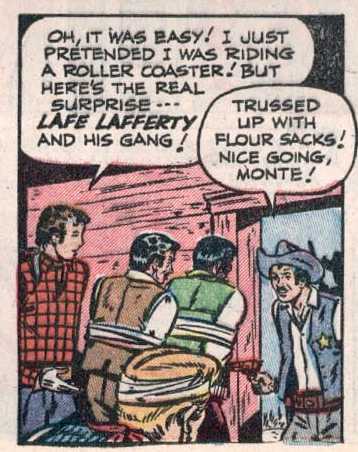 OH, IT WAS EASY! I JUST
PRETENDED I WAS RIDING
A ROLLER COASTER! BUT
HERE'S THE REAL
SURPRISE---
LAFE LAFFERTY
AND HIS GANG!
TRUSSED
UP WITH
FLOUR SACKS!
NICE GOING,
MONTE!